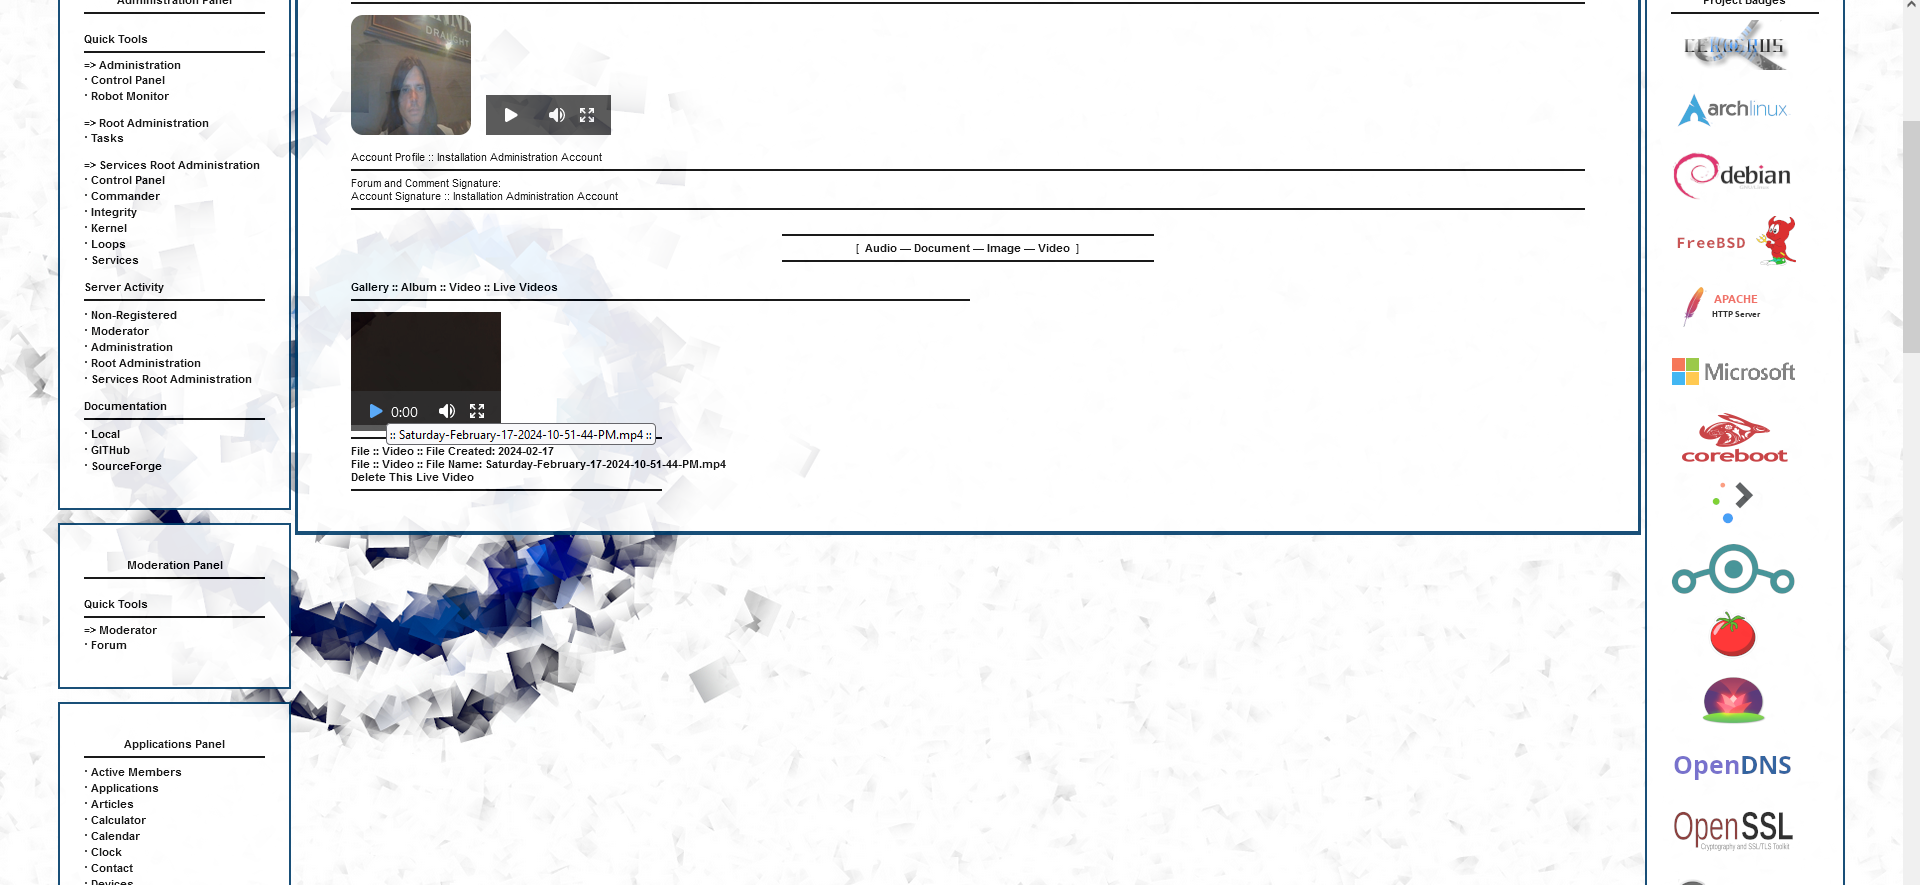 Administration Panel
Quick Tools
=> Administration
· Control Panel
· Robot Monitor
=> Root Administration
· Tasks
=> Services Root Administration
· Control Panel
· Commander
· Integrity
· Kernel
· Loops
· Services
Server Activity
· Non-Registered
· Moderator
· Administration
· Root Administration
· Services Root Administration
Documentation
· Local
· GITHub
· SourceForge
Moderation Panel
Quick Tools
=> Moderator
· Forum
Applications Panel
· Active Members
· Applications
· Articles
· Calculator
· Calendar
· Clock
· Contact
· Devices
DRAUGHT
Account Profile :: Installation Administration Account
Forum and Comment Signature:
Account Signature :: Installation Administration Account
[ Audio — Document — Image — Video ]
Gallery :: Album :: Video :: Live Videos
0:00
:: Saturday-February-17-2024-10-51-44-PM.mp4 ::
File :: Video :: File Created: 2024-02-17
File :: Video :: File Name: Saturday-February-17-2024-10-51-44-PM.mp4
Delete This Live Video
Project Badges
CERBERUS
archlinux
debian
FreeBSD
APACHE
HTTP Server
Microsoft
coreboot
OpenDNS
OpenSSL
Cryptography and SSL/TLS Toolkit